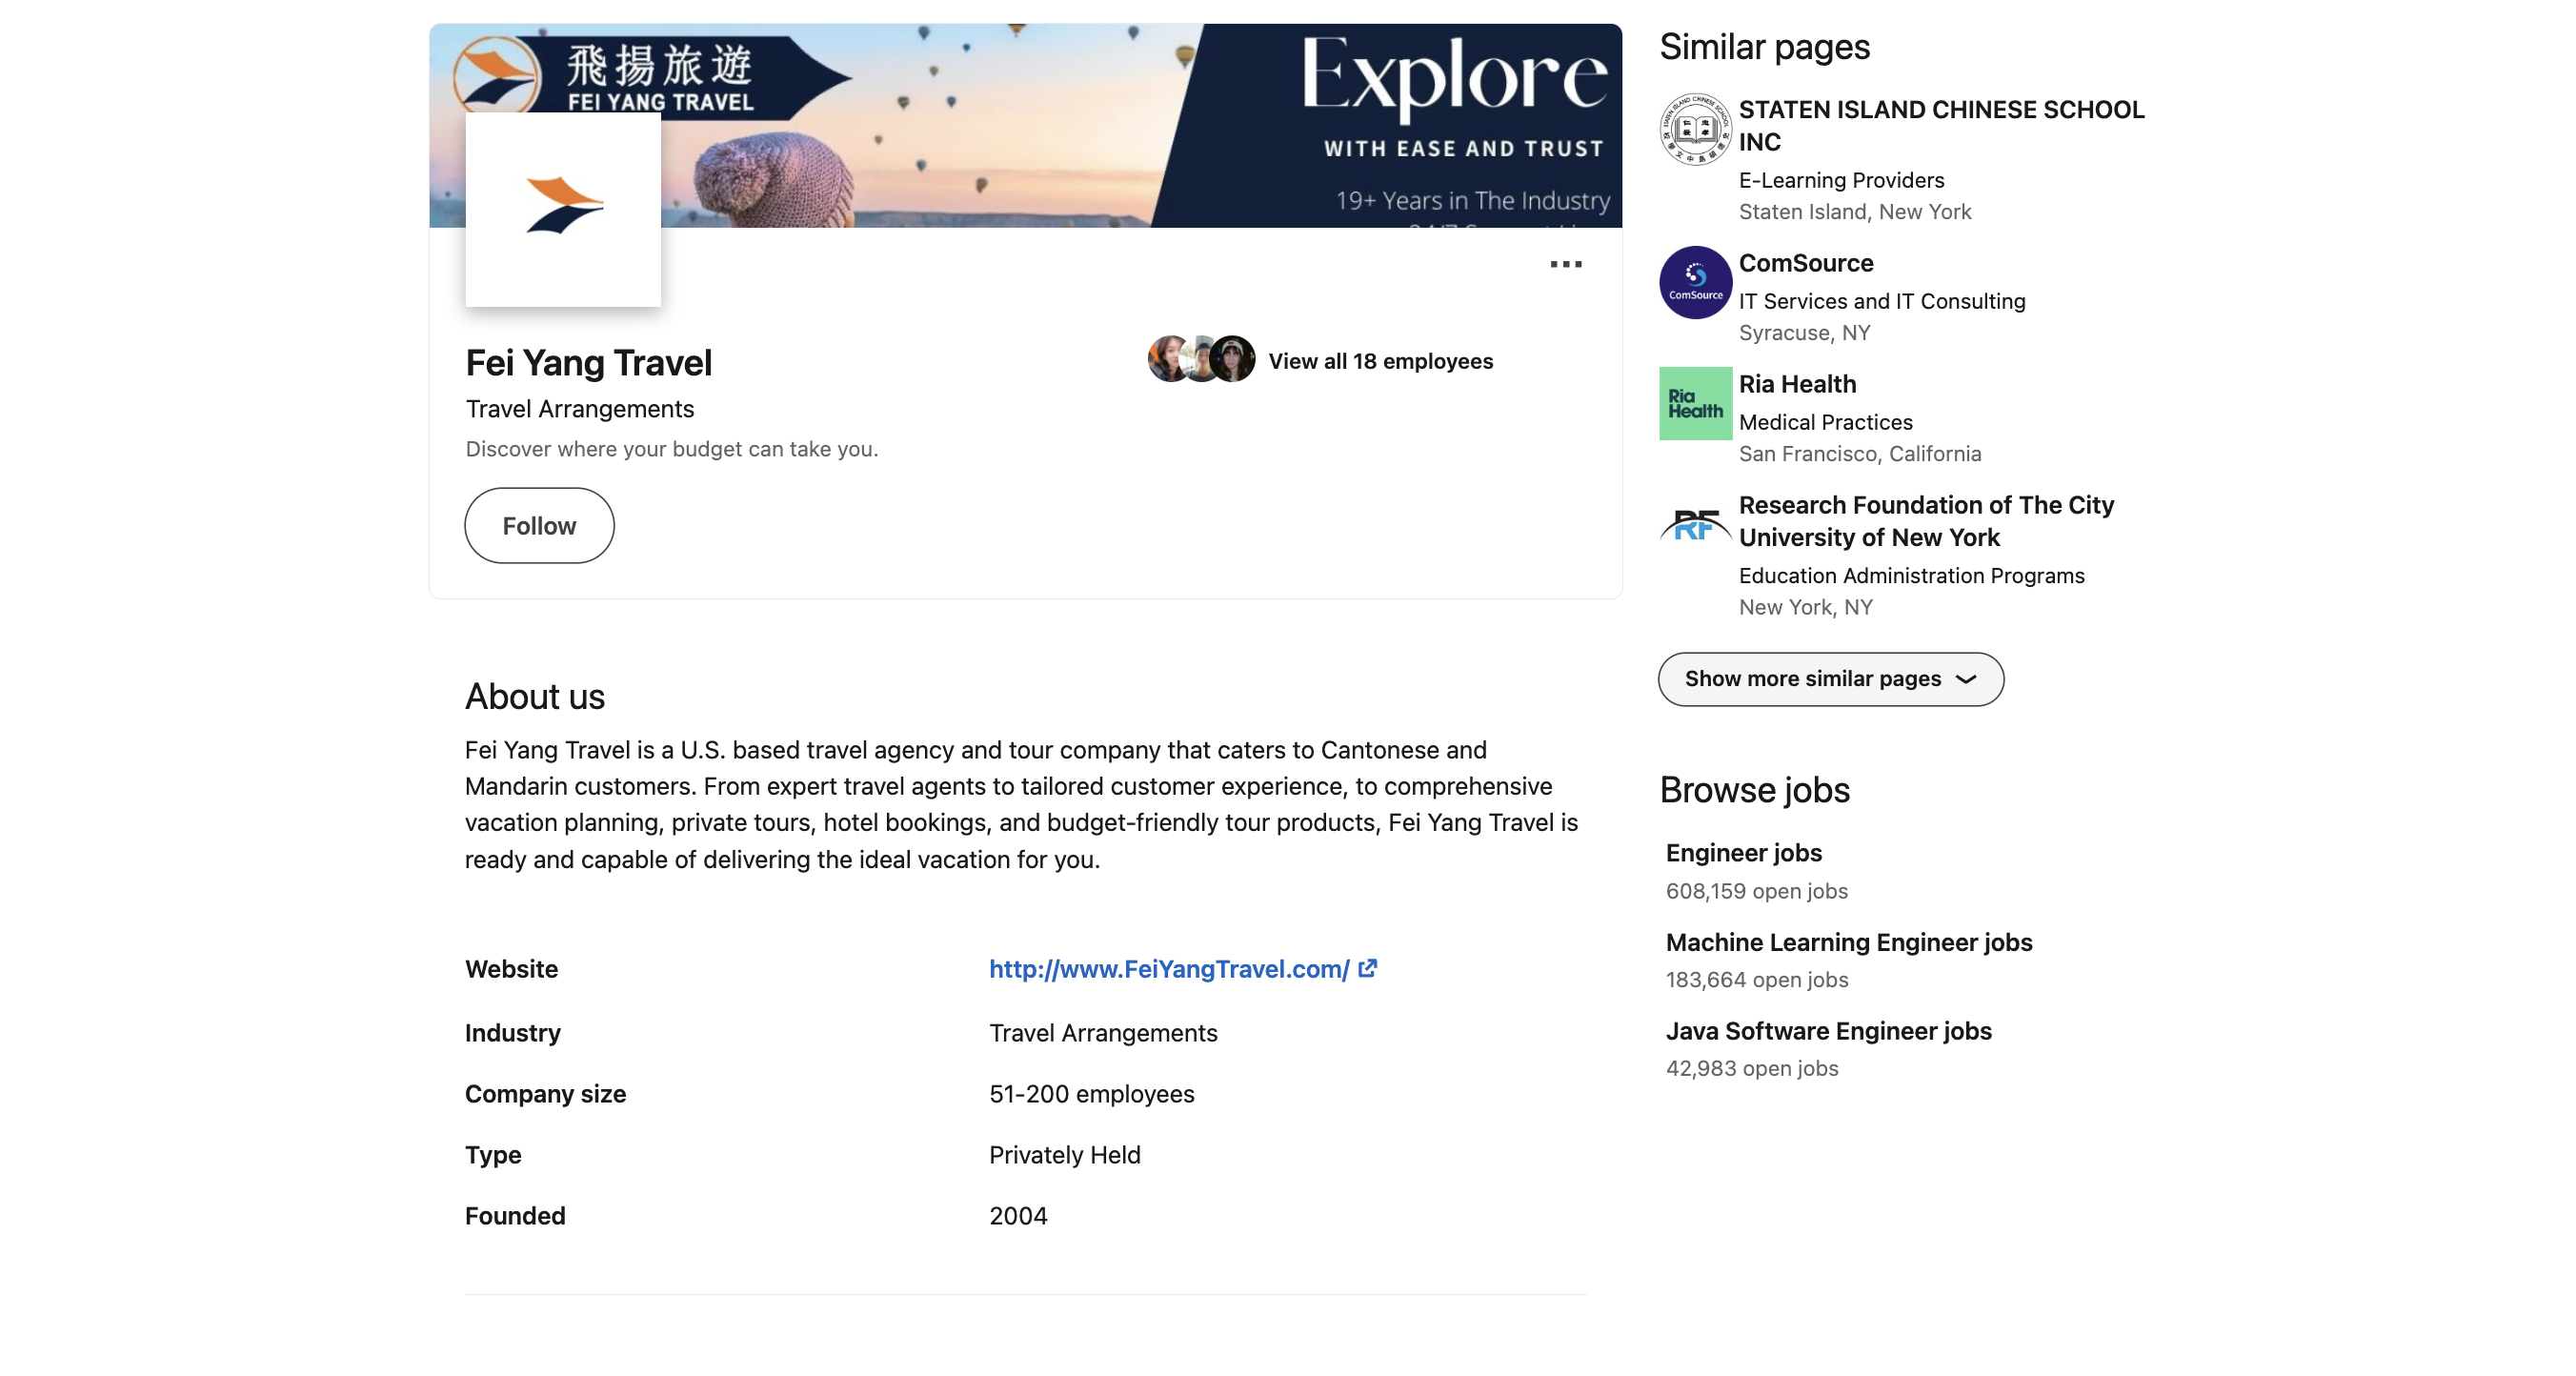 飛揚旅遊
FEI YANG TRAVEL
Explore
WITH EASE AND TRUST
19+ Years in The Industry
Fei Yang Travel
Travel Arrangements
Discover where your budget can take you.
View all 18 employees
Follow
About us
Fei Yang Travel is a U.S. based travel agency and tour company that caters to Cantonese and
Mandarin customers. From expert travel agents to tailored customer experience, to comprehensive
vacation planning, private tours, hotel bookings, and budget-friendly tour products, Fei Yang Travel is
ready and capable of delivering the ideal vacation for you.
Website
http://www.FeiYangTravel.com/
Industry
Travel Arrangements
Company size
51-200 employees
Type
Privately Held
Founded
2004
Similar pages
STATEN ISLAND CHINESE SCHOOL
INC
E-Learning Providers
Staten Island, New York
ComSource
ComSource
IT Services and IT Consulting
Syracuse, NY
Ria
Health
Ria Health
Medical Practices
San Francisco, California
RF
Research Foundation of The City
University of New York
Education Administration Programs
New York, NY
Show more similar pages
Browse jobs
Engineer jobs
608,159 open jobs
Machine Learning Engineer jobs
183,664 open jobs
Java Software Engineer jobs
42,983 open jobs